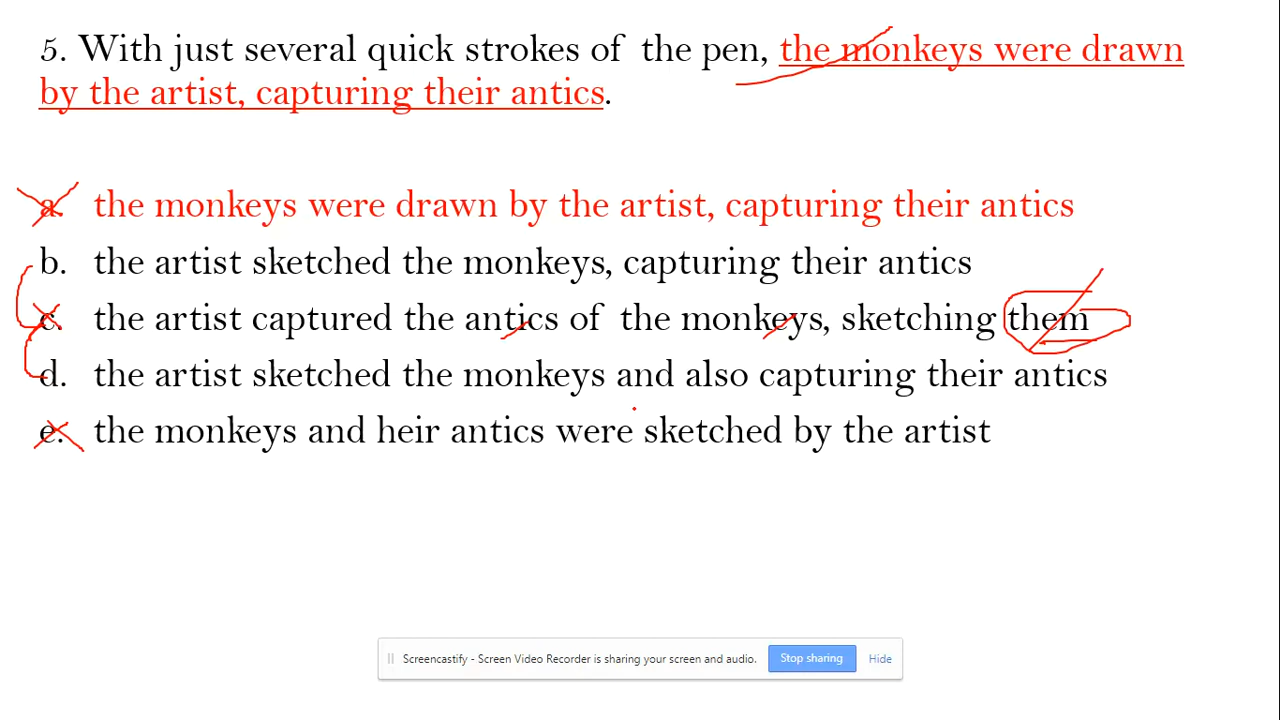 5. With just several quick strokes of the pen, the monkeys were drawn
by the artist, capturing their antics.
a. the monkeys were drawn by the artist, capturing their antics
b. the artist sketched the monkeys, capturing their antics
c. the artist captured the antics of the monkeys, sketching them
d. the artist sketched the monkeys and also capturing their antics
e. the monkeys and heir antics were sketched by the artist
Screencastify - Screen Video Recorder is sharing your screen and audio. Stop sharing Hide